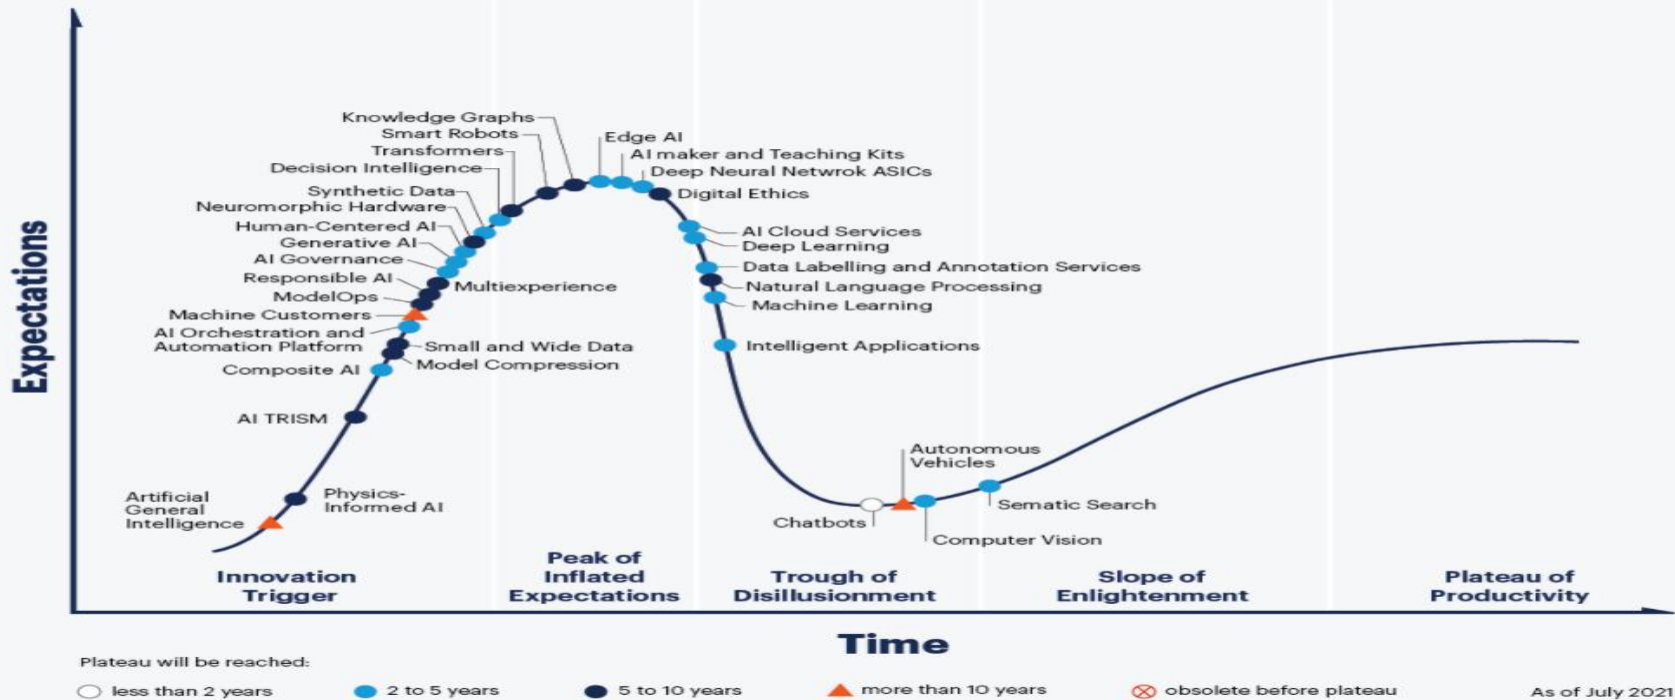 Expectations
Knowledge Graphs
Smart Robots
Transformers
Decision Intelligence
Synthetic Data
Neuromorphic Hardware
Human-Centered AI
Generative AI
AI Governance
Responsible AI
Multiexperience
ModelOps
Machine Customers
AI Orchestration and
Automation Platform
Small and Wide Data
Model Compression
Composite AI
AI TRISM
Artificial
General
Intelligence
Physics-
Informed AI
Edge AI
AI maker and Teaching Kits
Deep Neural Netwrok ASICs
Digital Ethics
AI Cloud Services
Deep Learning
Data Labelling and Annotation Services
Natural Language Processing
Machine Learning
Intelligent Applications
Autonomous
Vehicles
Chatbots
Sematic Search
Computer Vision
Innovation
Trigger
Peak of
Inflated
Expectations
Trough of
Disillusionment
Slope of
Enlightenment
Plateau of
Productivity
Time
Plateau will be reached:
less than 2 years
2 to 5 years
5 to 10 years
more than 10 years
obsolete before plateau
As of July 2021